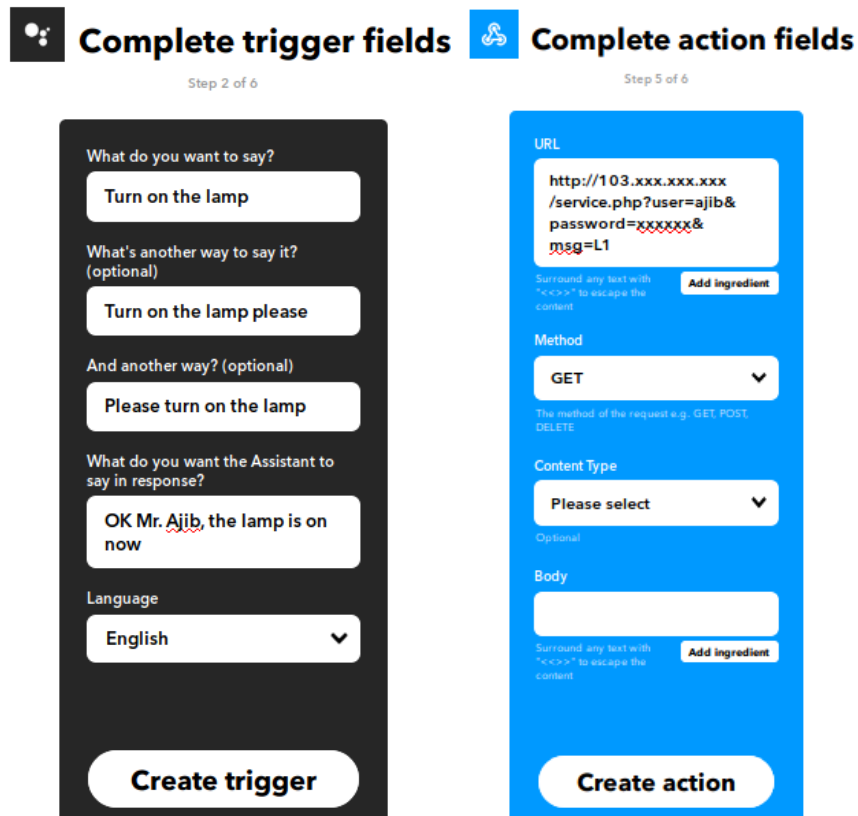 Complete trigger fields
Step 2 of 6
What do you want to say?
Turn on the lamp
What's another way to say it?
(optional)
Turn on the lamp please
And another way? (optional)
Please turn on the lamp
What do you want the Assistant to
say in response?
OK Mr. Ajib, the lamp is on
now
Language
English
Create trigger
Complete action fields
Step 5 of 6
URL
http://103.xxx.xxx.xxx
/service.php?user=ajib&
password=xxxxxx&
msg=L1
Surround any text with
"<<>>" to escape the
content
Add ingredient
Method
GET
The method of the request e.g. GET, POST,
DELETE
Content Type
Please select
Optional
Body
Surround any text with
"<<>>" to escape the
content
Add ingredient
Create action